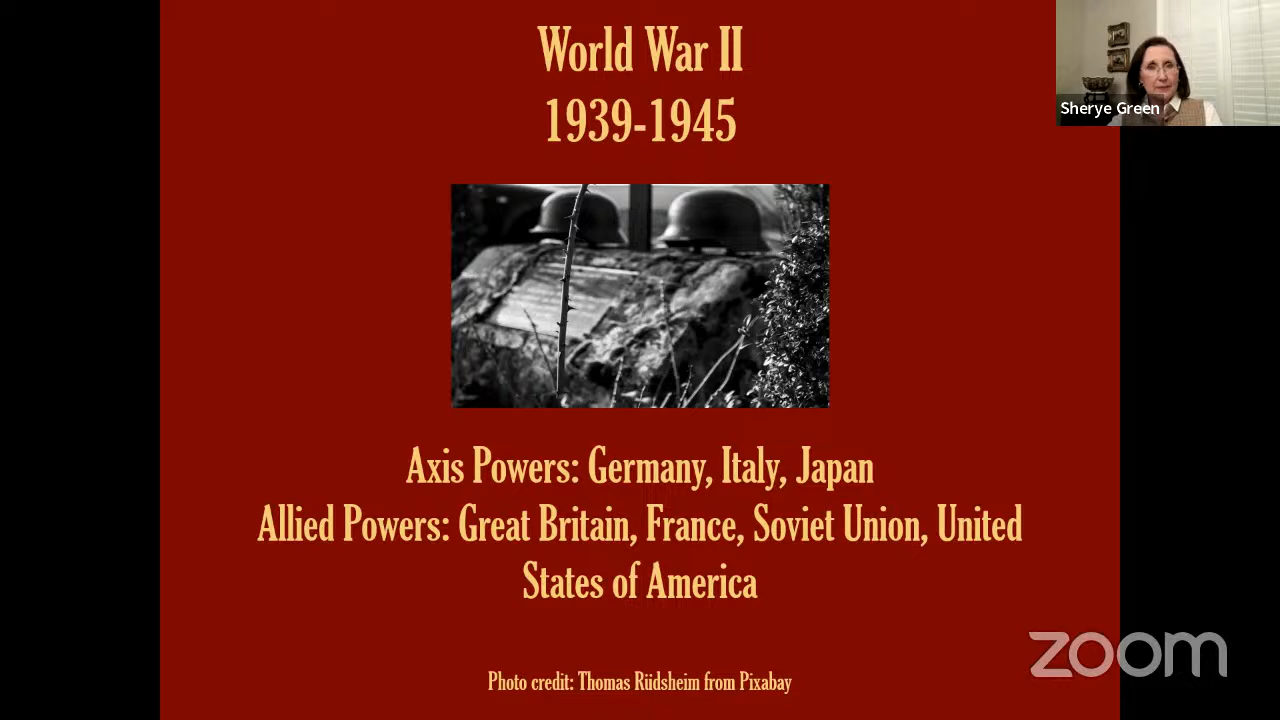 World War II
1939-1945
Sherye Green
Axis Powers: Germany, Italy, Japan
Allied Powers: Great Britain, France, Soviet Union, United
States of America
zoom
Photo credit: Thomas Rüdsheim from Pixabay